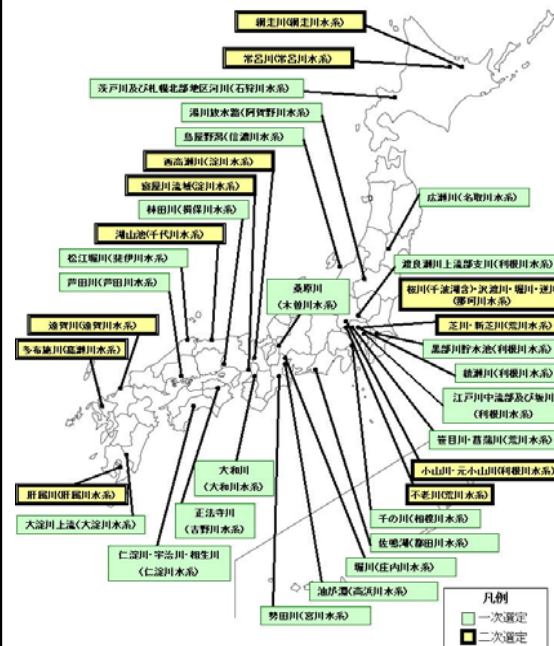 網走川(網走川水系)
常呂川(常呂川水系)
茨戸川及び札幌北部地区河川(石狩川水系)
湯川放水路(阿賀野川水系)
鳥屋野潟(信濃川水系)
西高瀬川(淀川水系)
寝屋川流域(淀川水系)
林田川(揖保川水系)
湖山池(千代川水系)
松江堀川(斐伊川水系)
芦田川(芦田川水系)
遠賀川(遠賀川水系)
多布施川(嘉瀬川水系)
広瀬川(名取川水系)
渡良瀬川上流部支川(利根川水系)
桜川(千波湖含)・沢渡川・堀川・逆川
(那珂川水系)
桑原川
(木曽川水系)
芝川・新芝川(荒川水系)
黒部川貯水池(利根川水系)
綾瀬川(利根川水系)
江戸川中流部及び坂川
(利根川水系)
笹目川・菖蒲川(荒川水系)
小山川・元小山川(利根川水系)
不老川(荒川水系)
千の川(相模川水系)
佐鳴湖(都田川水系)
堀川(庄内川水系)
油が淵(高浜川水系)
勢田川(宮川水系)
大和川
(大和川水系)
正法寺川
(吉野川水系)
仁淀川・宇治川・相生川
(仁淀川水系)
肝属川(肝属川水系)
大淀川上流(大淀川水系)
凡例
一次選定
二次選定